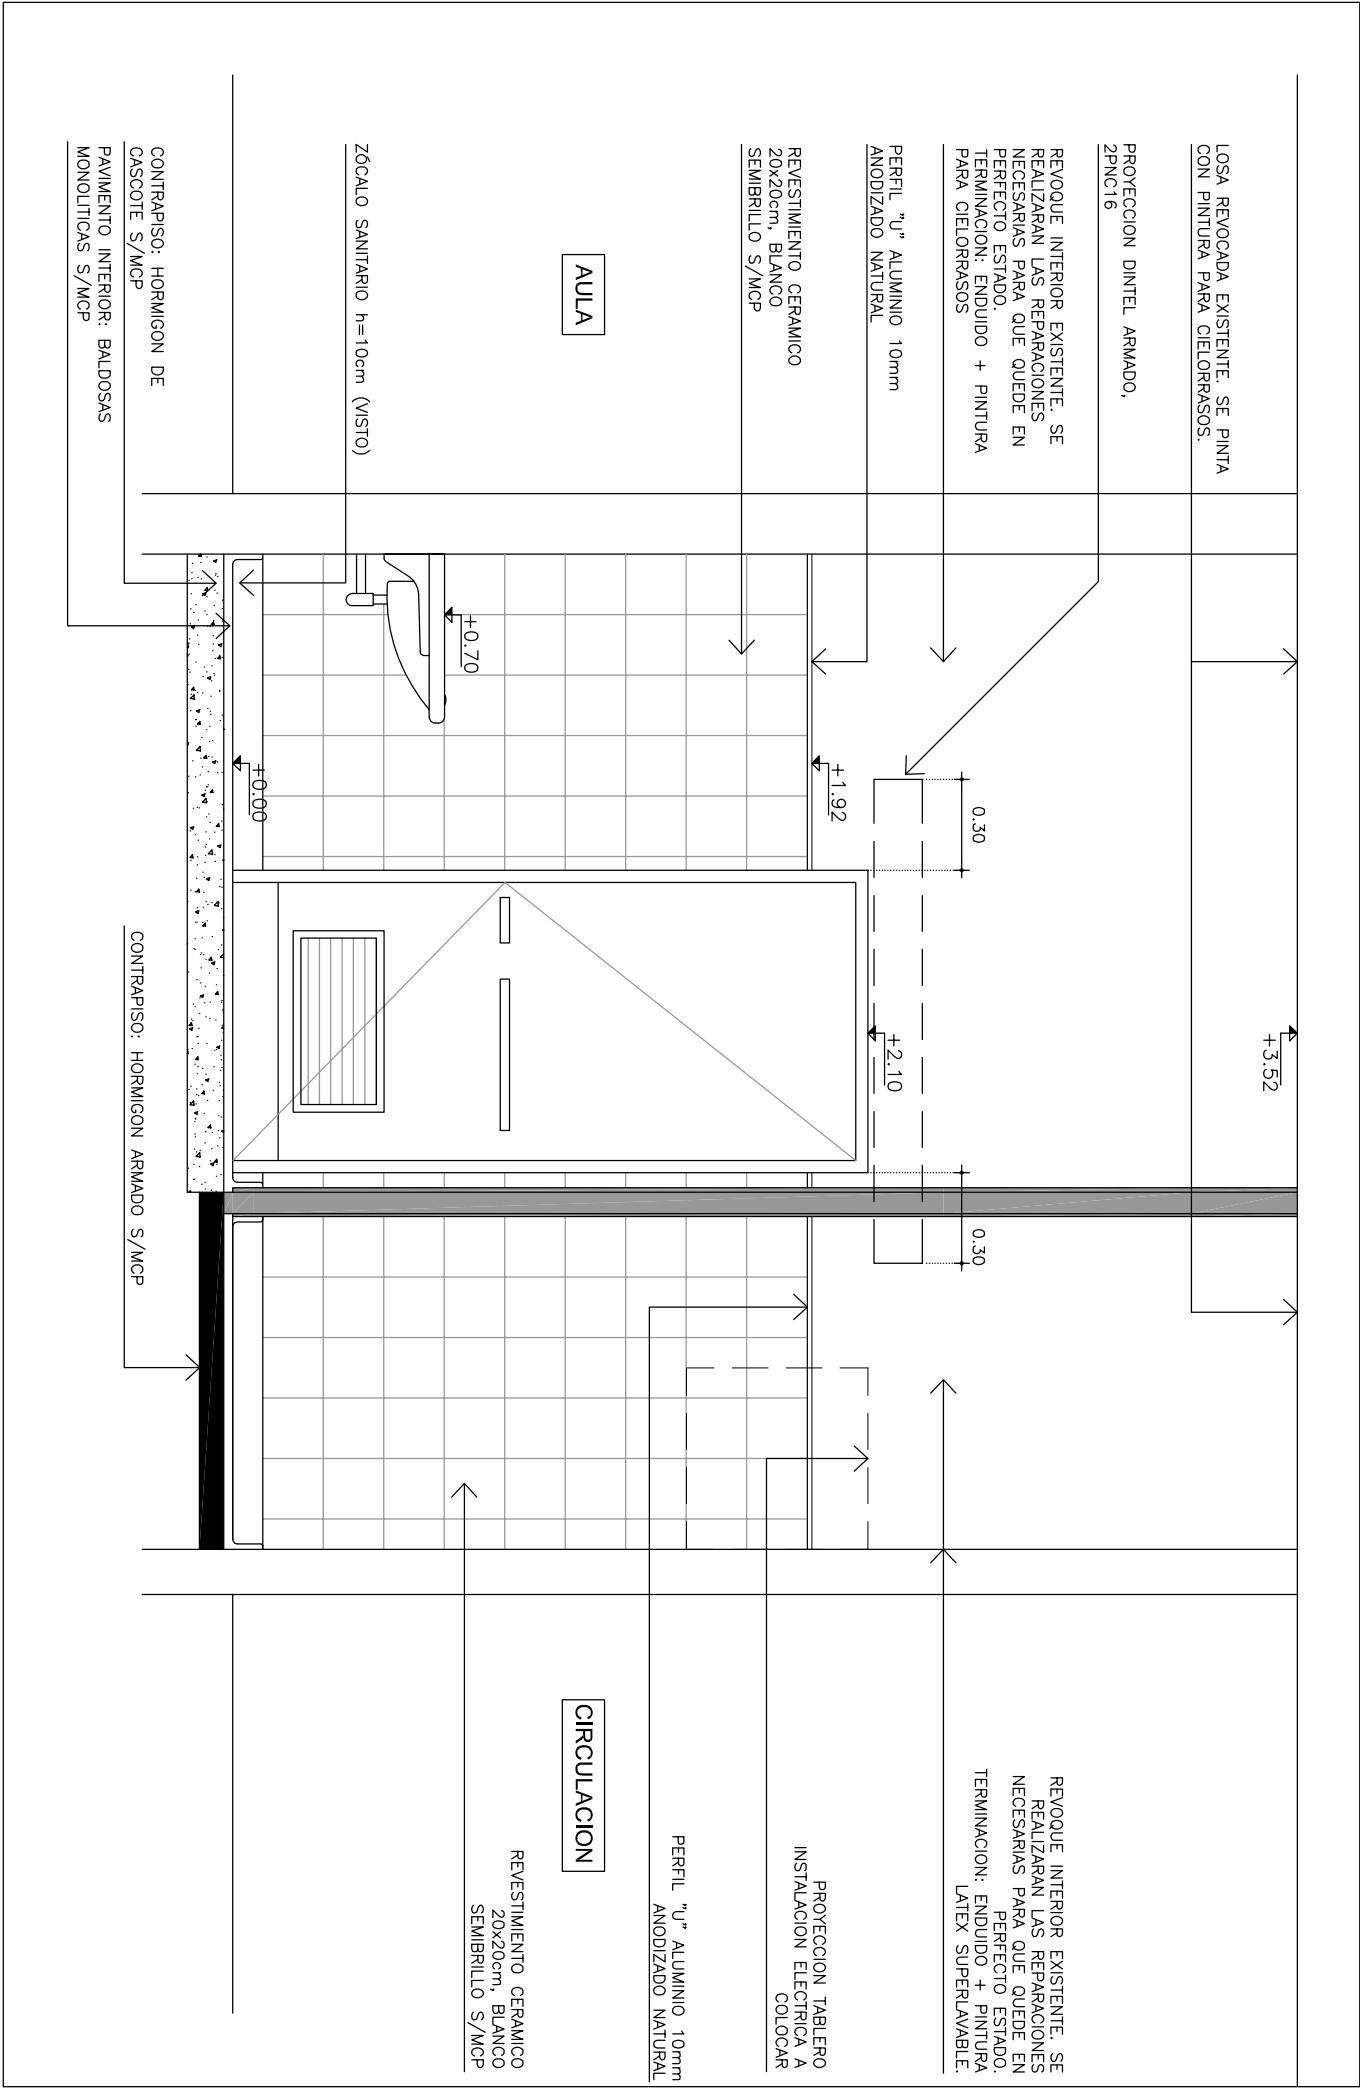 LOSA REVOCADA EXISTENTE. SE PINTA
CON PINTURA PARA CIELORRASOS.
PROYECCION DINTEL ARMADO,
2PNC16
REVOQUE INTERIOR EXISTENTE. SE
REALIZARAN LAS REPARACIONES
NECESARIAS PARA QUE QUEDE EN
PERFECTO ESTADO.
TERMINACION: ENDUIDO + PINTURA
PARA CIELORRASOS
PERFIL "U" ALUMINIO 10mm
ANODIZADO NATURAL
REVESTIMIENTO CERAMICO
20x20cm, BLANCO
SEMIBRILLO S/MCP
AULA
ZÓCALO SANITARIO h=10cm (VISTO)
CONTRAPISO: HORMIGON DE
CASCOTE S/MCP
PAVIMENTO INTERIOR: BALDOSAS
MONOLITICAS S/MCP
+3.52
0.30
0.30
+2.10
+1.92
+0.70
+0.00
CONTRAPISO: HORMIGON ARMADO S/MCP
REVOQUE INTERIOR EXISTENTE. SE
REALIZARAN LAS REPARACIONES
NECESARIAS PARA QUE QUEDE EN
PERFECTO ESTADO.
TERMINACION: ENDUIDO + PINTURA
LATEX SUPERLAVABLE.
PROYECCION TABLERO
INSTALACION ELECTRICA A
COLOCAR
PERFIL "U" ALUMINIO 10mm
ANODIZADO NATURAL
CIRCULACION
REVESTIMIENTO CERAMICO
20x20cm, BLANCO
SEMIBRILLO S/MCP